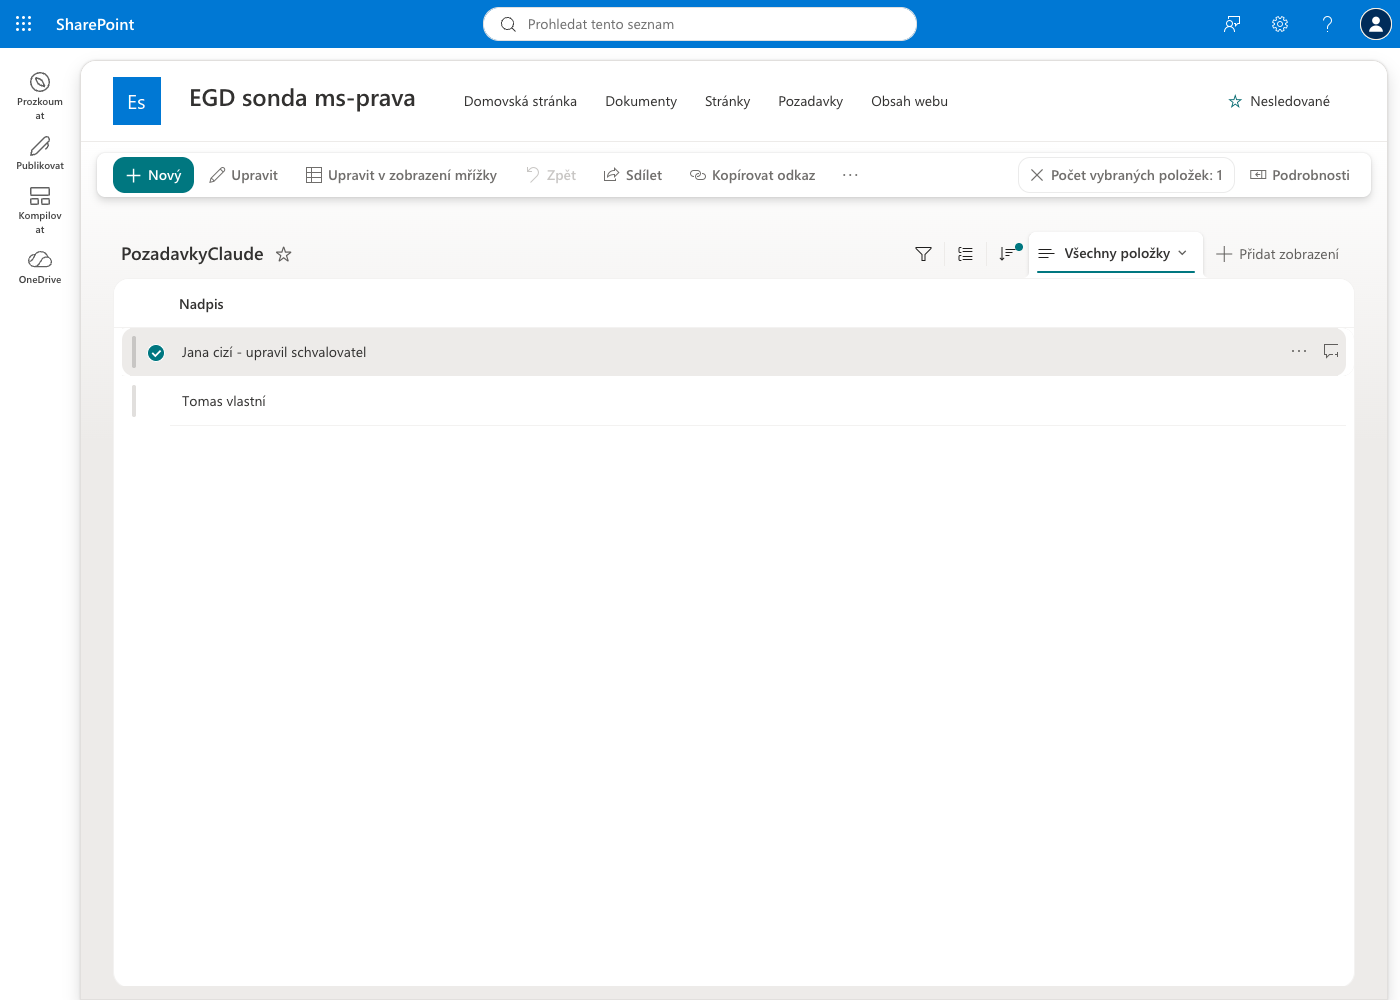 SharePoint
Prohledat tento seznam
?
Prozkoum
at
Publikovat
Kompilov
at
OneDrive
Es
EGD sonda ms-prava
Domovská stránka
Dokumenty
Stránky
Pozadavky
Obsah webu
Nesledované
Nový
Upravit
Upravit v zobrazení mřížky
Zpět
Sdílet
Kopírovat odkaz
...
Počet vybraných položek: 1
Podrobnosti
PozadavkyClaude
Všechny položky
Přidat zobrazení
Nadpis
Jana cizí - upravil schvalovatel
...
Tomas vlastní